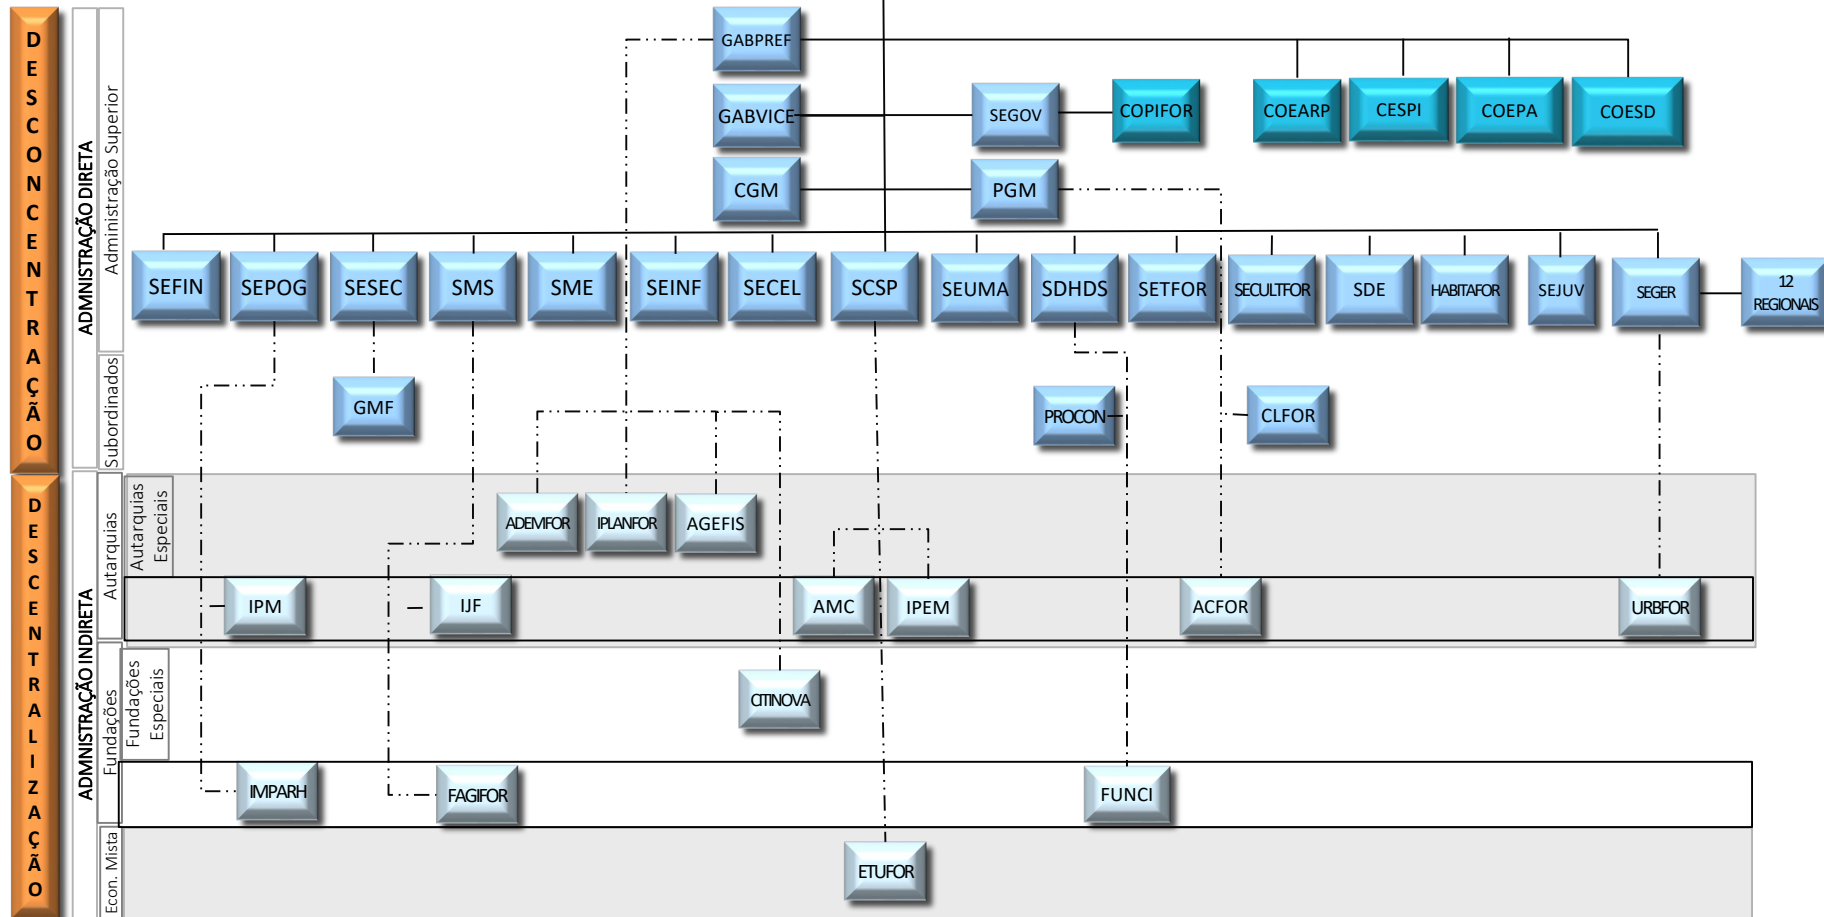 DESCONCENTRAÇÃO
ADMNISTRAÇÃO DIRETA
Administração Superior
GABPREF
GABVICE
SEGOV
COPIFOR
COEARP
CESPI
COEPA
COESD
CGM
PGM
SEFIN
SEPOG
SESEC
SMS
SME
SEINF
SECEL
SCSP
SEUMA
SDHDS
SETFOR
SECULTFOR
SDE
HABITAFOR
SEJUV
SEGER
12
REGIONAIS
Subordinados
GMF
PROCON
CLFOR
DESCENTRALIZAÇÃO
ADMNISTRAÇÃO INDIRETA
Autarquias
Autarquias
Especiais
ADEMFOR
IPLANFOR
AGEFIS
IPM
IJF
AMC
IPEM
ACFOR
URBFOR
Fundações
Fundações
Especiais
CITINOVA
IMPARH
FAGIFOR
FUNCI
Econ. Mista
ETUFOR